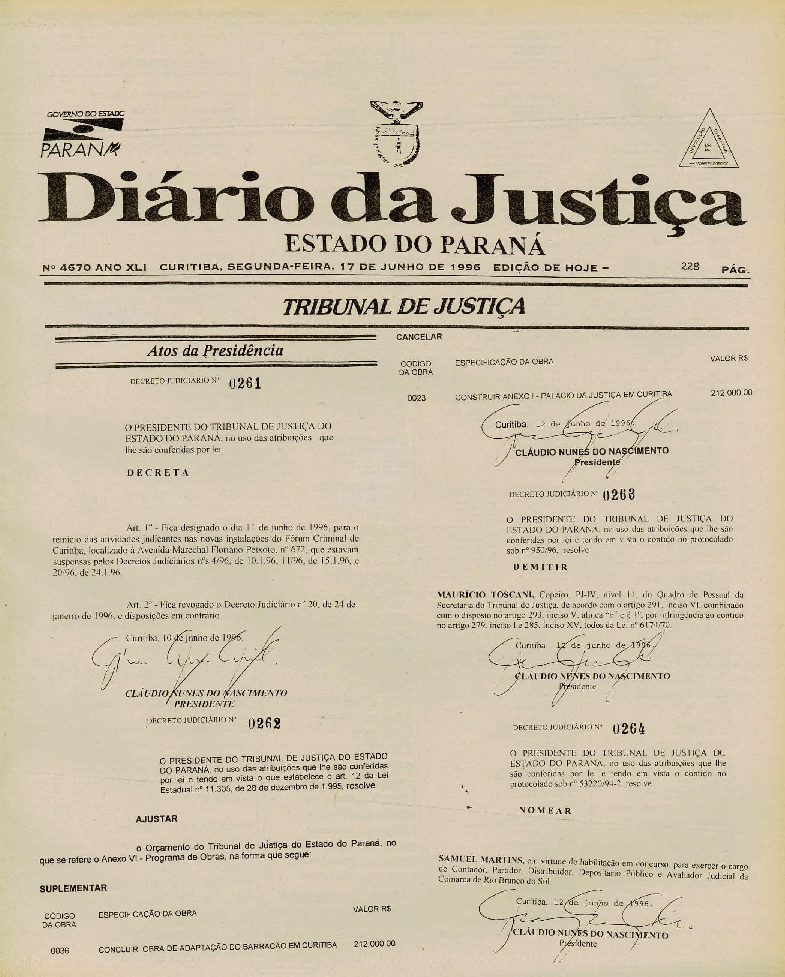 GOVERNO DO ESTADO
PARANÁ
Diário da Justiça
ESTADO DO PARANÁ
Nº 4670 ANO XLI CURITIBA, SEGUNDA-FEIRA, 17 DE JUNHO DE 1996 EDIÇÃO DE HOJE – 228 PÁG.
TRIBUNAL DE JUSTIÇA
Atos da Presidência
DECRETO JUDICIÁRIO Nº 0261
O PRESIDENTE DO TRIBUNAL DE JUSTIÇA DO
ESTADO DO PARANÁ, no uso das atribuições que
lhe são conferidas por lei,
D E C R E T A
Art. 1º - Fica designado o dia 11 de junho de 1996, para o
reinício das atividades judicantes nas novas instalações do Fórum Criminal de
Curitiba, localizado à Avenida Marechal Floriano Peixoto, nº 672, que estavam
suspensas pelos Decretos Judiciários nºs 4/96, de 10.1.96, 11/96, de 15.1.96, e
20/96, de 24.1.96.
Art. 2º - Fica revogado o Decreto Judiciário nº 20, de 24 de
janeiro de 1996, e disposições em contrário.
Curitiba, 10 de junho de 1996.
CLÁUDIO NUNES DO NASCIMENTO
PRESIDENTE
DECRETO JUDICIÁRIO Nº 0262
O PRESIDENTE DO TRIBUNAL DE JUSTIÇA DO ESTADO
DO PARANÁ, no uso das atribuições que lhe são conferidas
por lei e tendo em vista o que estabelece o art. 12 da Lei
Estadual nº 11.305, de 28 de dezembro de 1.995, resolve
AJUSTAR
o Orçamento do Tribunal de Justiça do Estado do Paraná, no
que se refere o Anexo VI - Programa de Obras, na forma que segue:
SUPLEMENTAR
CÓDIGO DA OBRA ESPECIFICAÇÃO DA OBRA VALOR R$
0036 CONCLUIR OBRA DE ADAPTAÇÃO DO BARRACÃO EM CURITIBA 212.000.00
CANCELAR
CÓDIGO DA OBRA ESPECIFICAÇÃO DA OBRA VALOR R$
0023 CONSTRUIR ANEXO I - PALÁCIO DA JUSTIÇA EM CURITIBA 212.000.00
Curitiba, 12 de junho de 1996.
CLÁUDIO NUNES DO NASCIMENTO
Presidente
DECRETO JUDICIÁRIO Nº 0263
O PRESIDENTE DO TRIBUNAL DE JUSTIÇA DO
ESTADO DO PARANÁ, no uso das atribuições que lhe são
conferidas por lei e tendo em vista o contido no protocolado
sob nº 950/96, resolve
D E M I T I R
MAURÍCIO TOSCANI, Copeiro, PJ-IV, nível 11, do Quadro de Pessoal da
Secretaria do Tribunal de Justiça, de acordo com o artigo 291, inciso VI, combinado
com o disposto no artigo 293, inciso V, alínea por infringência ao contido
no artigo 279, inciso I e 285, inciso XV, todos da Lei nº 6174/70.
Curitiba 12 de junho de 1996.
CLÁUDIO NUNES DO NASCIMENTO
Presidente
DECRETO JUDICIÁRIO Nº 0264
O PRESIDENTE DO TRIBUNAL DE JUSTIÇA DO
ESTADO DO PARANÁ, no uso das atribuições que lhe
são conferidas por lei e tendo em vista o contido no
protocolado sob nº 53220/94-2, resolve
N O M E A R
SAMUEL MARTINS, em virtude de habilitação em concurso, para exercer o cargo
de Contador, Partidor, Distribuidor, Depositário Público e Avaliador Judicial da
Comarca de Rio Branco do Sul.
Curitiba, 12 de junho de 1996.
CLÁUDIO NUNES DO NASCIMENTO
Presidente